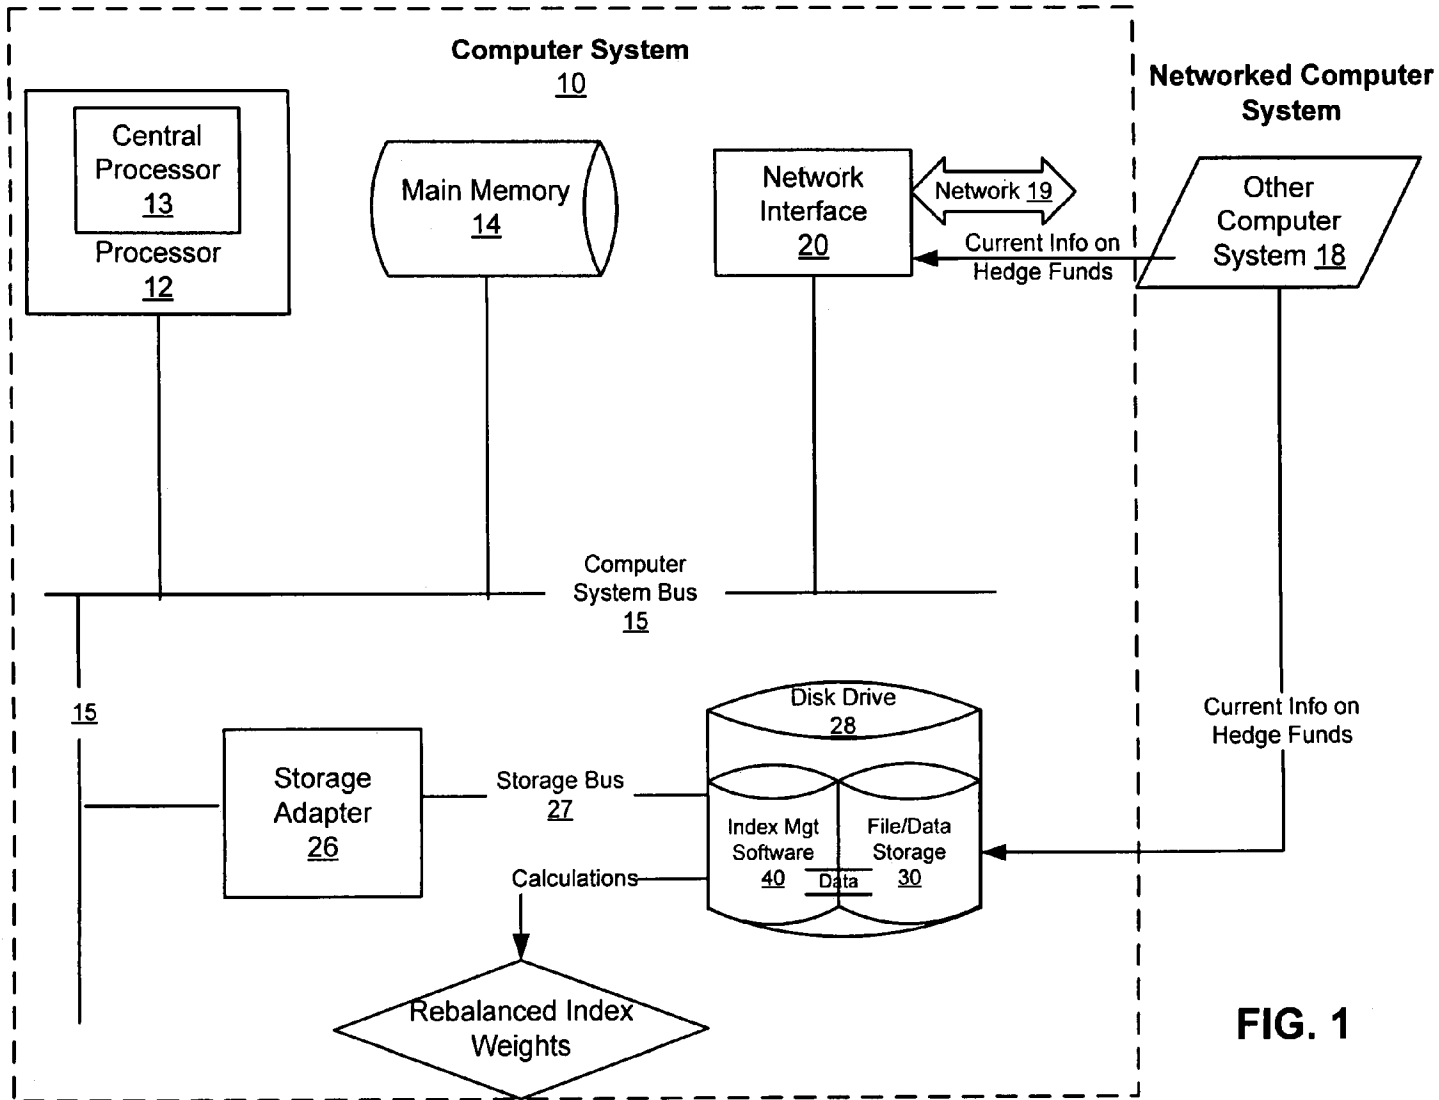 Computer System
10
Networked Computer
System
Central
Processor
13
Processor
12
Main Memory
14
Network
Interface
20
Network 19
Current Info on
Hedge Funds
Other
Computer
System 18
Computer
System Bus
15
15
Storage
Adapter
26
Storage Bus
27
Disk Drive
28
Index Mgt
Software
40
Data
File/Data
Storage
30
Current Info on
Hedge Funds
Calculations
Rebalanced Index
Weights
FIG. 1